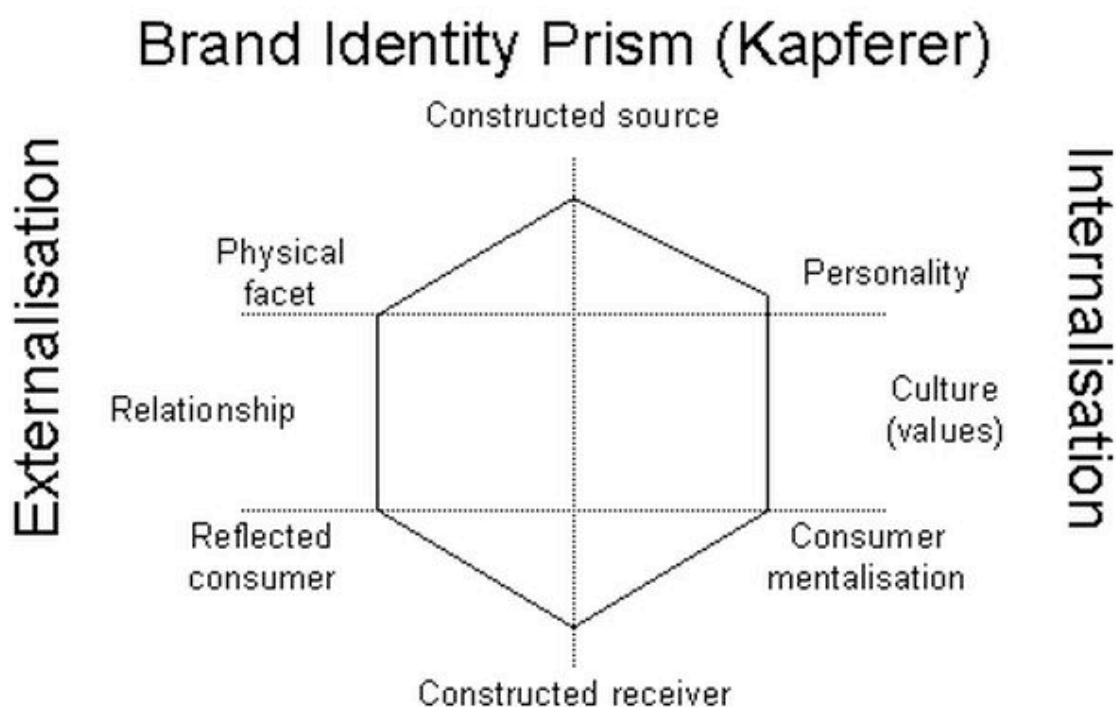 Brand Identity Prism (Kapferer)
Constructed source
Externalisation
Internalisation
Physical
facet
Personality
Relationship
Culture
(values)
Reflected
consumer
Consumer
mentalisation
Constructed receiver